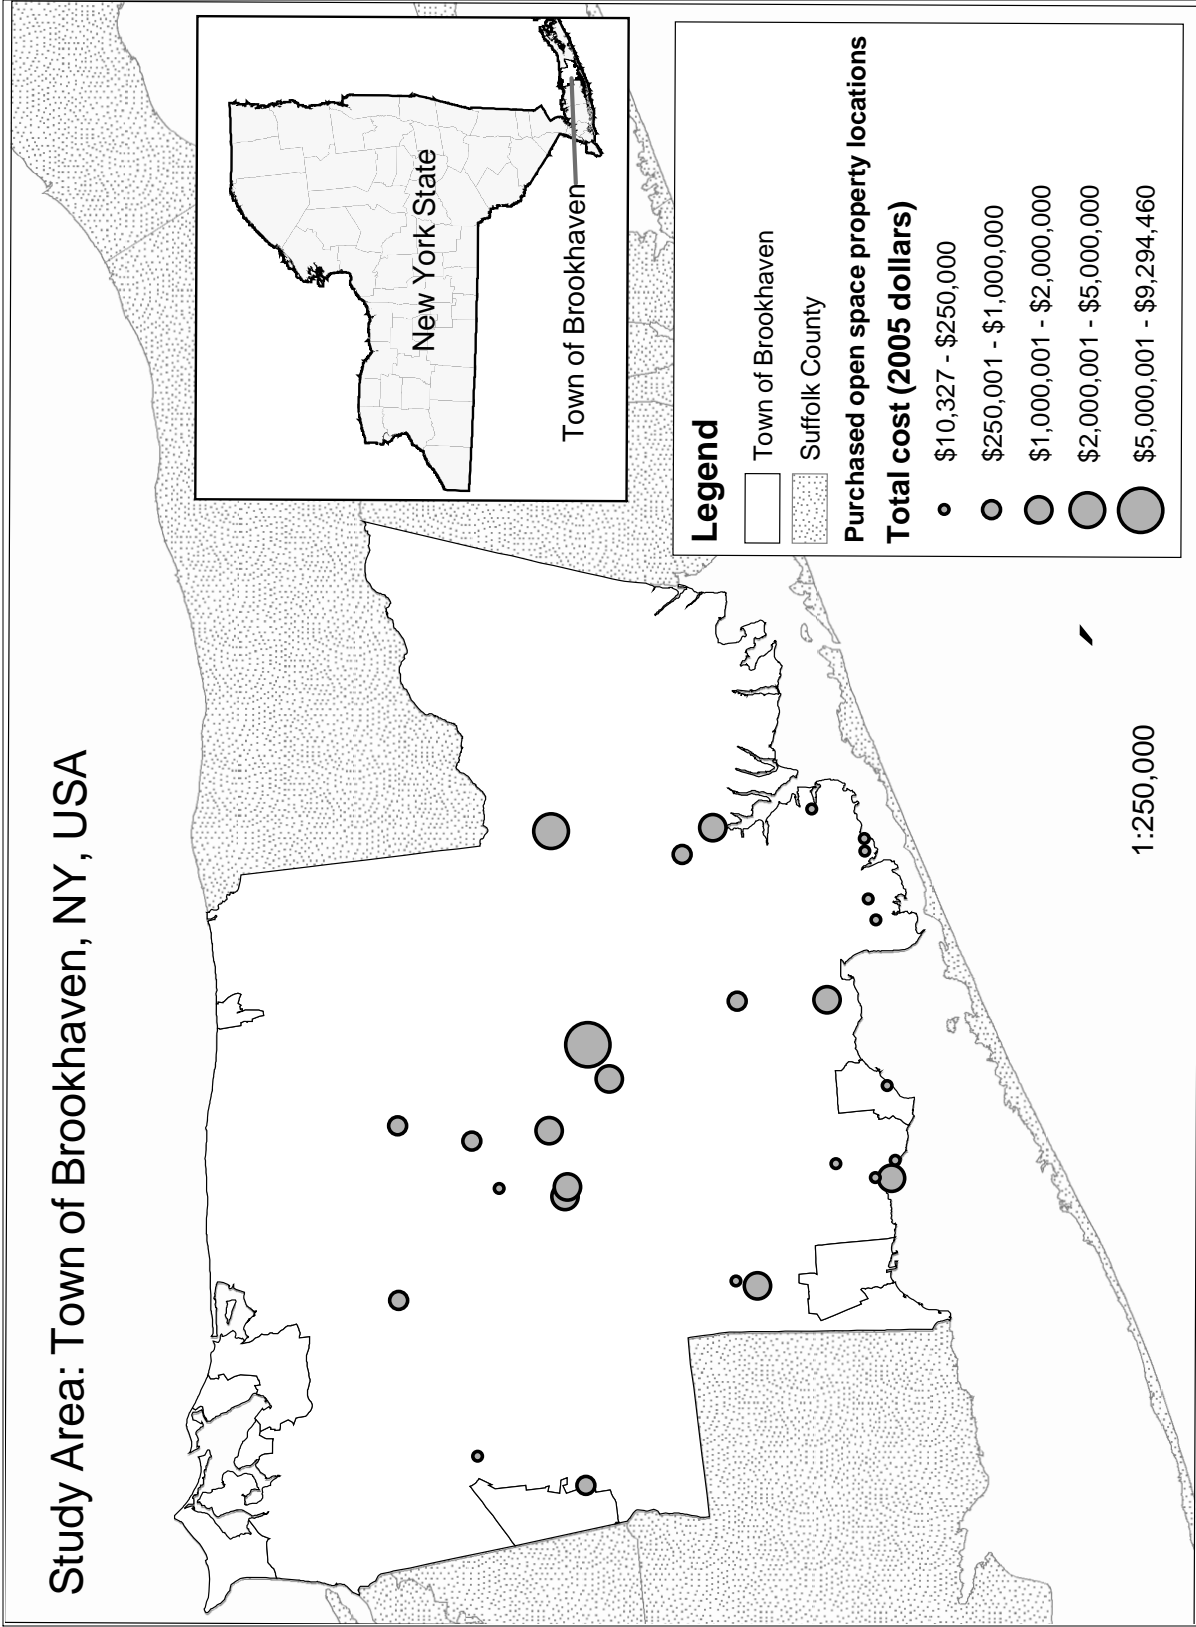 Study Area: Town of Brookhaven, NY, USA
New York State
Town of Brookhaven
Legend
Town of Brookhaven
Suffolk County
Purchased open space property locations
Total cost (2005 dollars)
$10,327 - $250,000
$250,001 - $1,000,000
$1,000,001 - $2,000,000
$2,000,001 - $5,000,000
$5,000,001 - $9,294,460
1:250,000